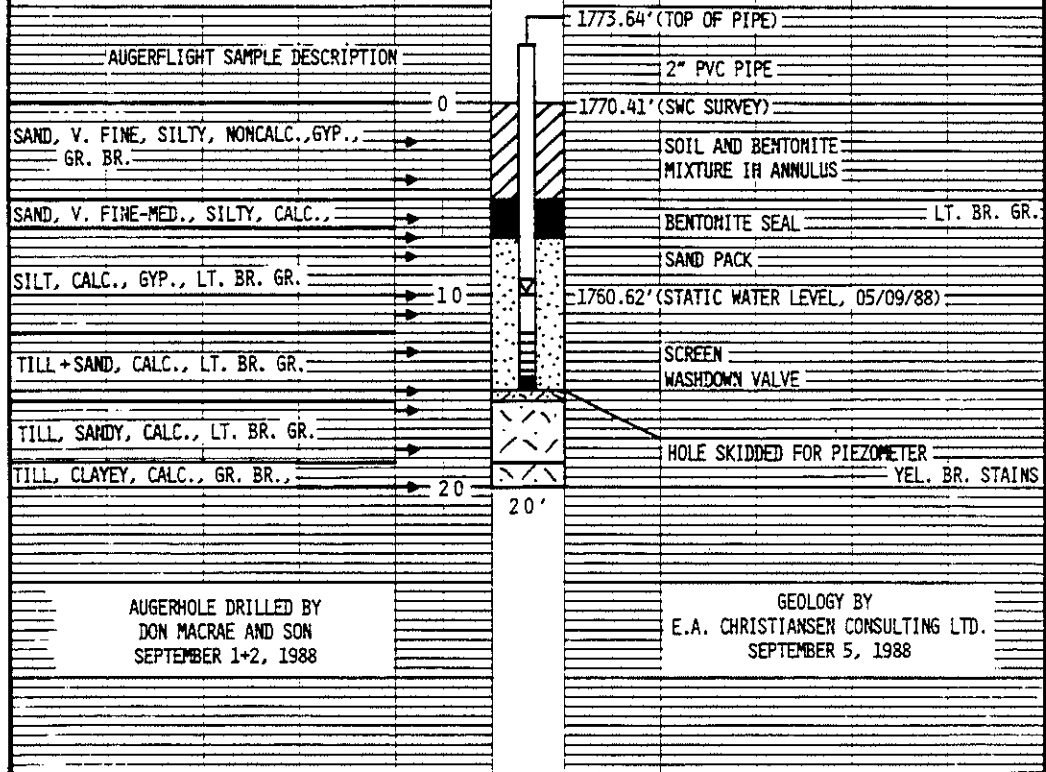 1773.64'(TOP OF PIPE)
AUGERFLIGHT SAMPLE DESCRIPTION
2" PVC PIPE
0
1770.41'(SWC SURVEY)
SAND, V. FINE, SILTY, NONCALC.,GYP.,
GR. BR.
SOIL AND BENTONITE
MIXTURE IN ANNULUS
SAND, V. FINE-MED., SILTY, CALC.,
LT. BR. GR.
BENTONITE SEAL
SAND PACK
SILT, CALC., GYP., LT. BR. GR.
10
1760.62'(STATIC WATER LEVEL, 05/09/88)
TILL+SAND, CALC., LT. BR. GR.
SCREEN
WASHDOWN VALVE
TILL, SANDY, CALC., LT. BR. GR.
HOLE SKIDDED FOR PIEZOMETER
TILL, CLAYEY, CALC., GR. BR.,
YEL. BR. STAINS
20
20'
AUGERHOLE DRILLED BY
DON MACRAE AND SON
SEPTEMBER 1+2, 1988
GEOLOGY BY
E.A. CHRISTIANSEN CONSULTING LTD.
SEPTEMBER 5, 1988